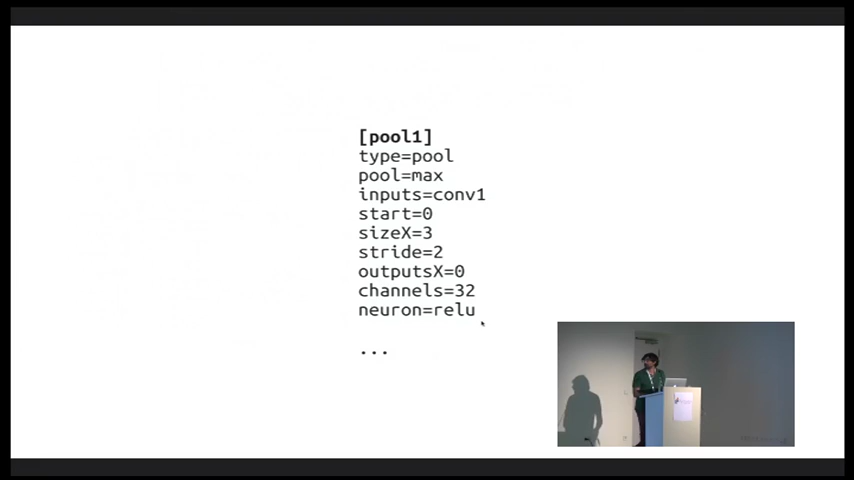 [pool1]
type=pool
pool=max
inputs=conv1
start=0
sizeX=3
stride=2
outputsX=0
channels=32
neuron=relu
...